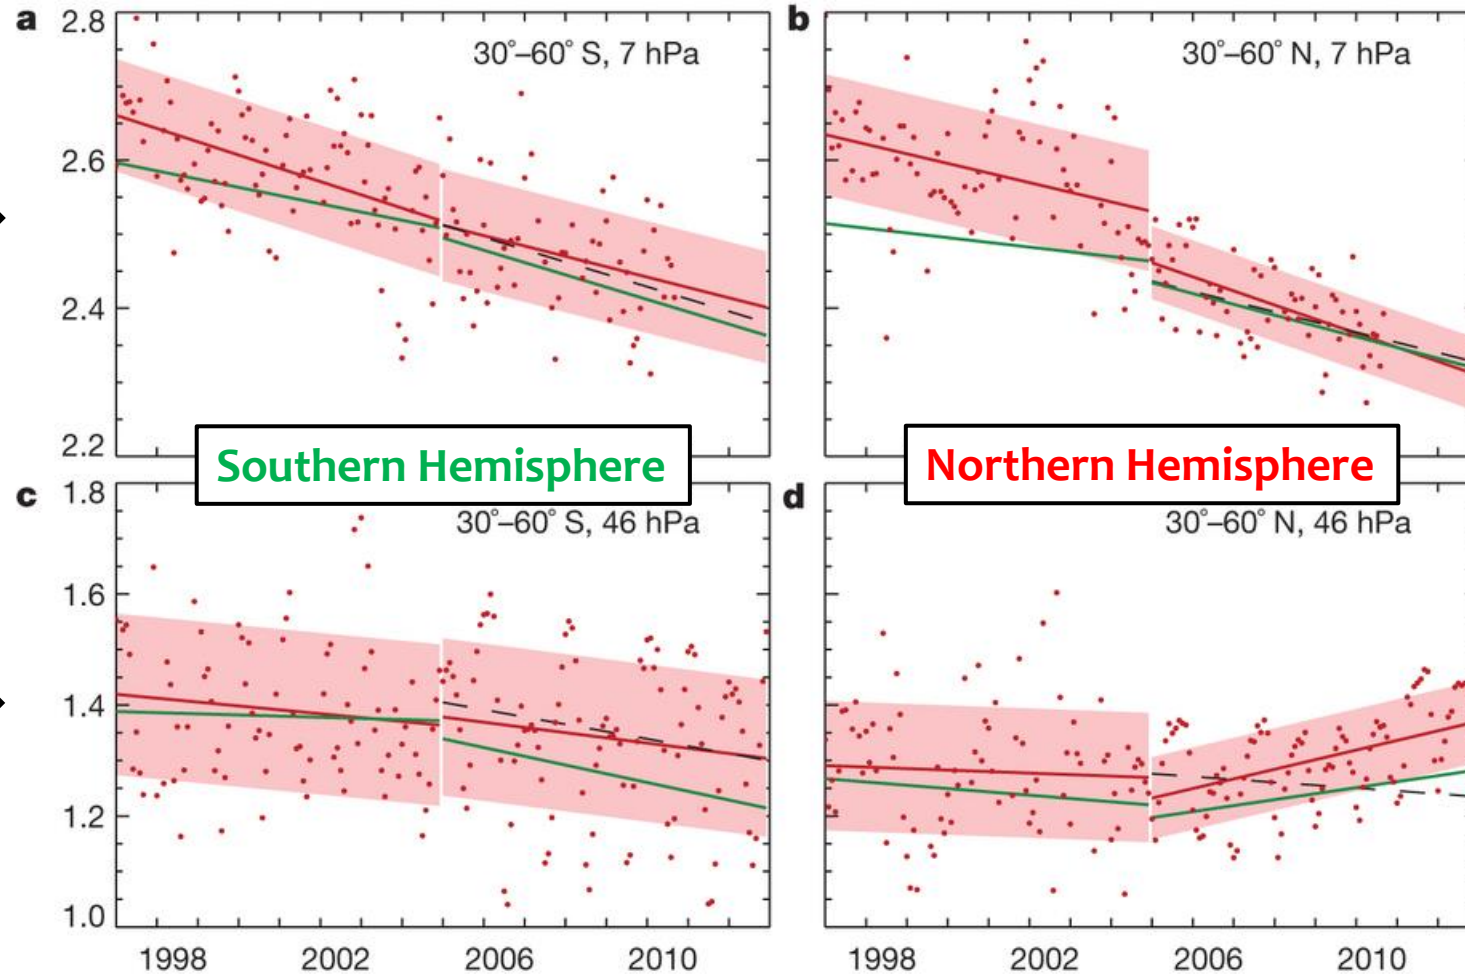 a
2.8
30°–60° S, 7 hPa
2.6
2.4
2.2
b
30°–60° N, 7 hPa
Southern Hemisphere
Northern Hemisphere
c
1.8
30°–60° S, 46 hPa
1.6
1.4
1.2
1.0
d
30°–60° N, 46 hPa
1998 2002 2006 2010
1998 2002 2006 2010